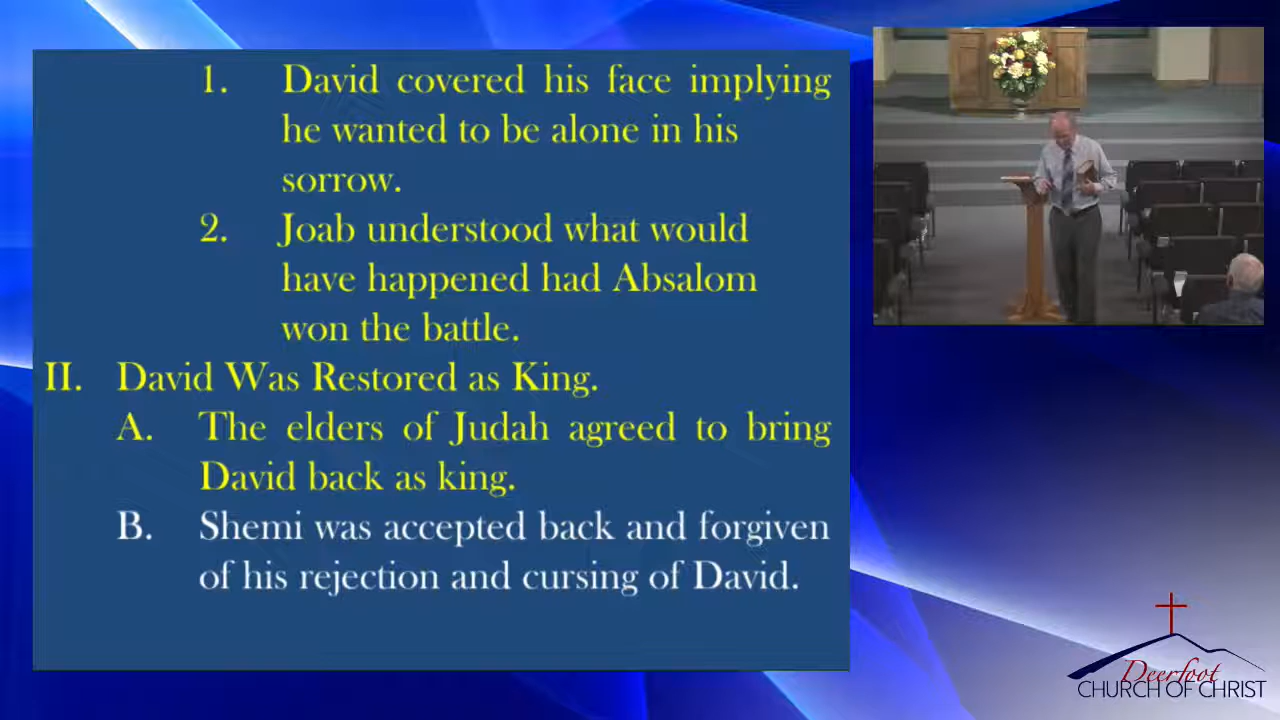 1. David covered his face implying
he wanted to be alone in his
sorrow.
2. Joab understood what would
have happened had Absalom
won the battle.
II. David Was Restored as King.
A. The elders of Judah agreed to bring
David back as king.
B. Shemi was accepted back and forgiven
of his rejection and cursing of David.
Deerfoot
CHURCH OF CHRIST